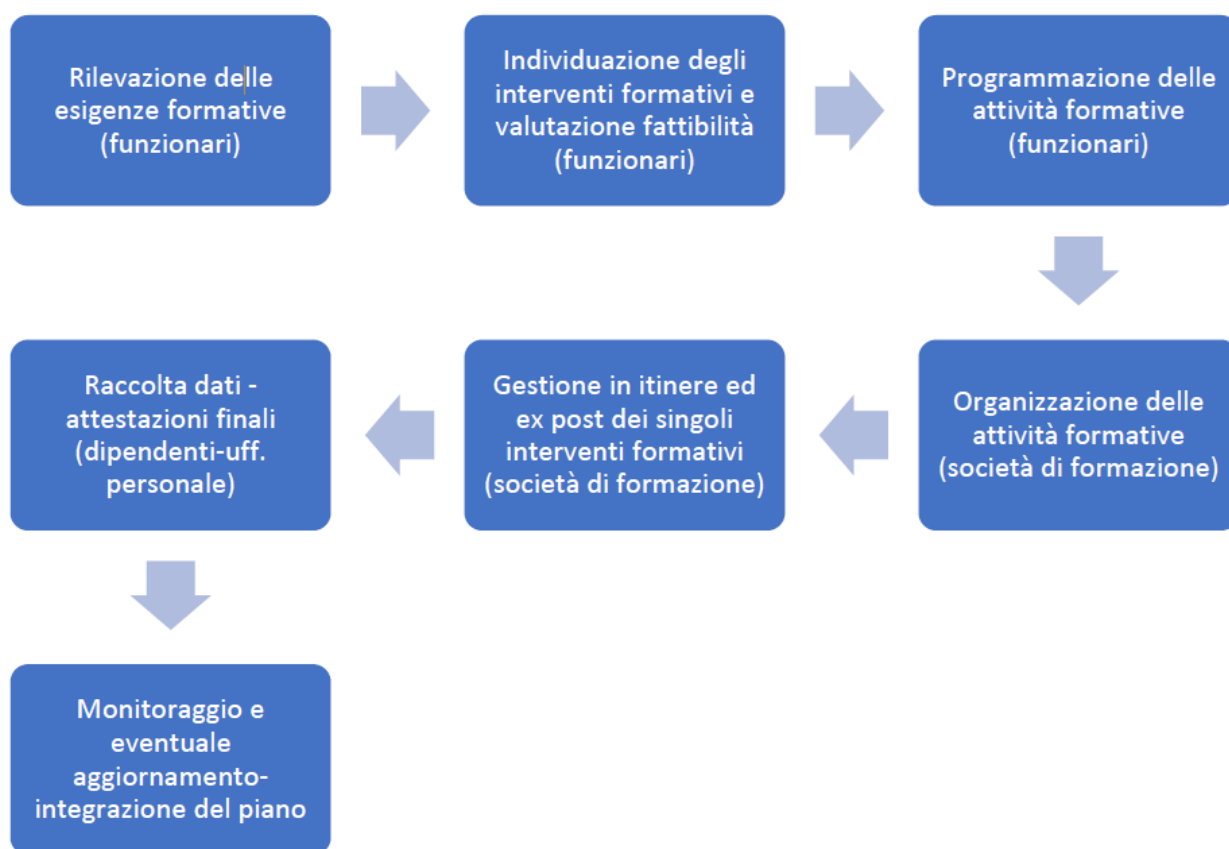 Rilevazione delle
esigenze formative
(funzionari)
Individuazione degli
interventi formativi e
valutazione fattibilità
(funzionari)
Programmazione delle
attività formative
(funzionari)
Organizzazione delle
attività formative
(società di formazione)
Gestione in itinere ed
ex post dei singoli
interventi formativi
(società di formazione)
Raccolta dati -
attestazioni finali
(dipendenti-uff.
personale)
Monitoraggio e
eventuale
aggiornamento-
integrazione del piano